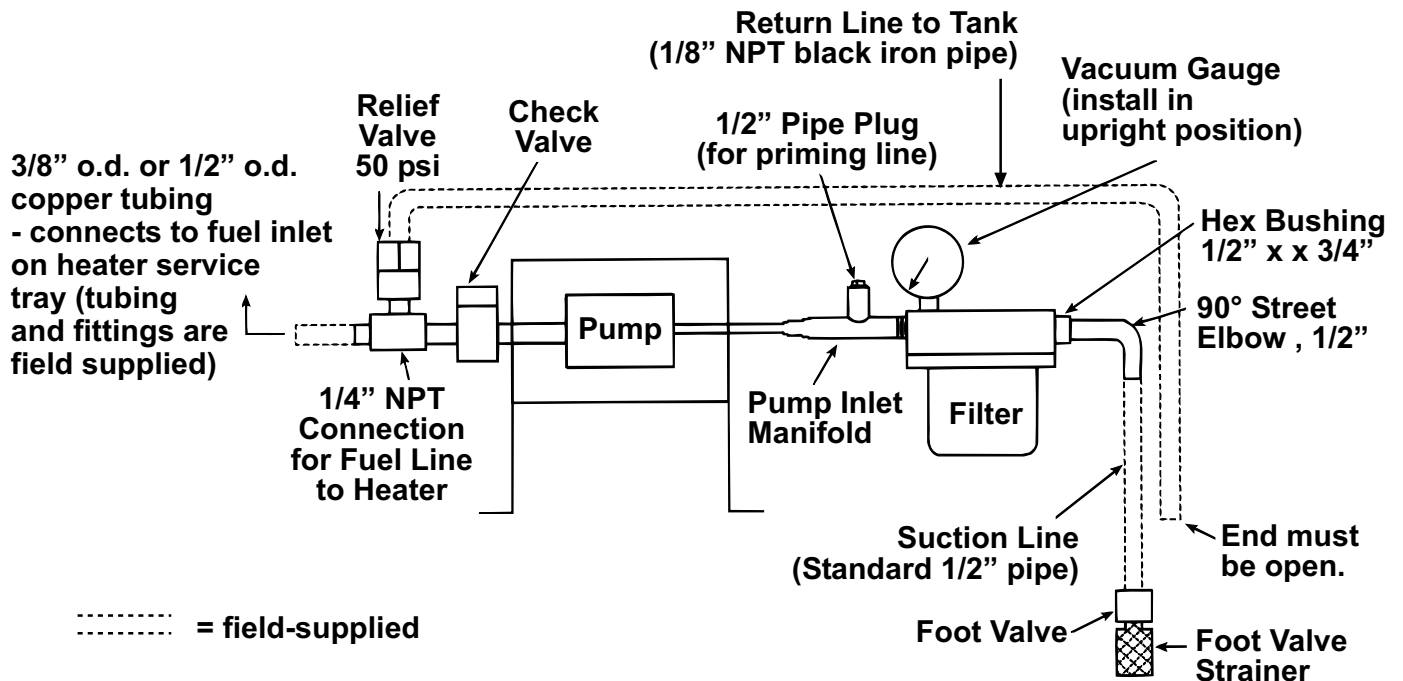 Return Line to Tank
(1/8” NPT black iron pipe)
Vacuum Gauge
(install in
upright position)
Relief
Valve
50 psi
Check
Valve
1/2” Pipe Plug
(for priming line)
3/8” o.d. or 1/2” o.d.
copper tubing
- connects to fuel inlet
on heater service
tray (tubing
and fittings are
field supplied)
Hex Bushing
1/2” x x 3/4”
90° Street
Elbow , 1/2”
Pump
1/4” NPT
Connection
for Fuel Line
to Heater
Pump Inlet
Manifold
Filter
Suction Line
(Standard 1/2” pipe)
End must
be open.
= field-supplied
Foot Valve
Foot Valve
Strainer